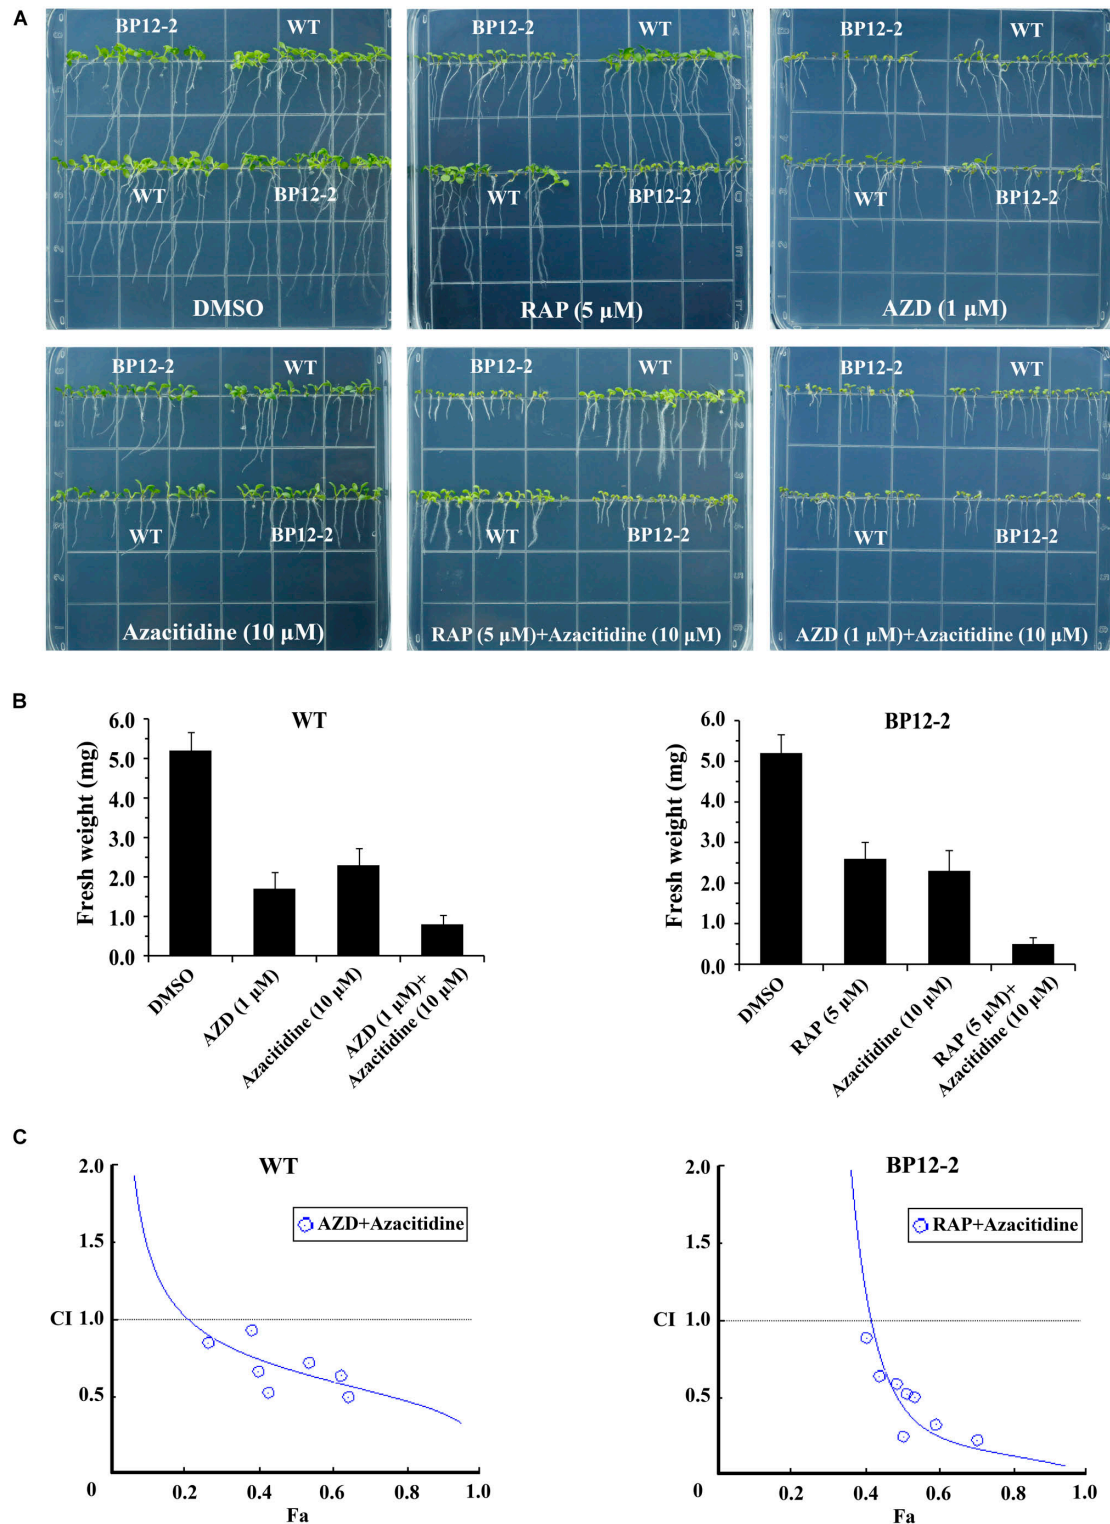 A
BP12-2 WT
WT BP12-2
DMSO
BP12-2 WT
WT BP12-2
RAP (5 μM)
BP12-2 WT
WT BP12-2
AZD (1 μM)
BP12-2 WT
WT BP12-2
Azacitidine (10 μM)
BP12-2 WT
WT BP12-2
RAP (5 μM)+Azacitidine (10 μM)
BP12-2 WT
WT BP12-2
AZD (1 μM)+Azacitidine (10 μM)
B
WT
Fresh weight (mg)
6.0
5.0
4.0
3.0
2.0
1.0
0.0
DMSO
AZD (1 μM)
Azacitidine (10 μM)
AZD (1 μM)+
Azacitidine (10 μM)
BP12-2
Fresh weight (mg)
6.0
5.0
4.0
3.0
2.0
1.0
0.0
DMSO
RAP (5 μM)
Azacitidine (10 μM)
RAP (5 μM)+
Azacitidine (10 μM)
C
WT
AZD+Azacitidine
2.0
1.5
CI 1.0
0.5
0 0.2 0.4 0.6 0.8 1.0
Fa
BP12-2
RAP+Azacitidine
2.0
1.5
CI 1.0
0.5
0 0.2 0.4 0.6 0.8 1.0
Fa